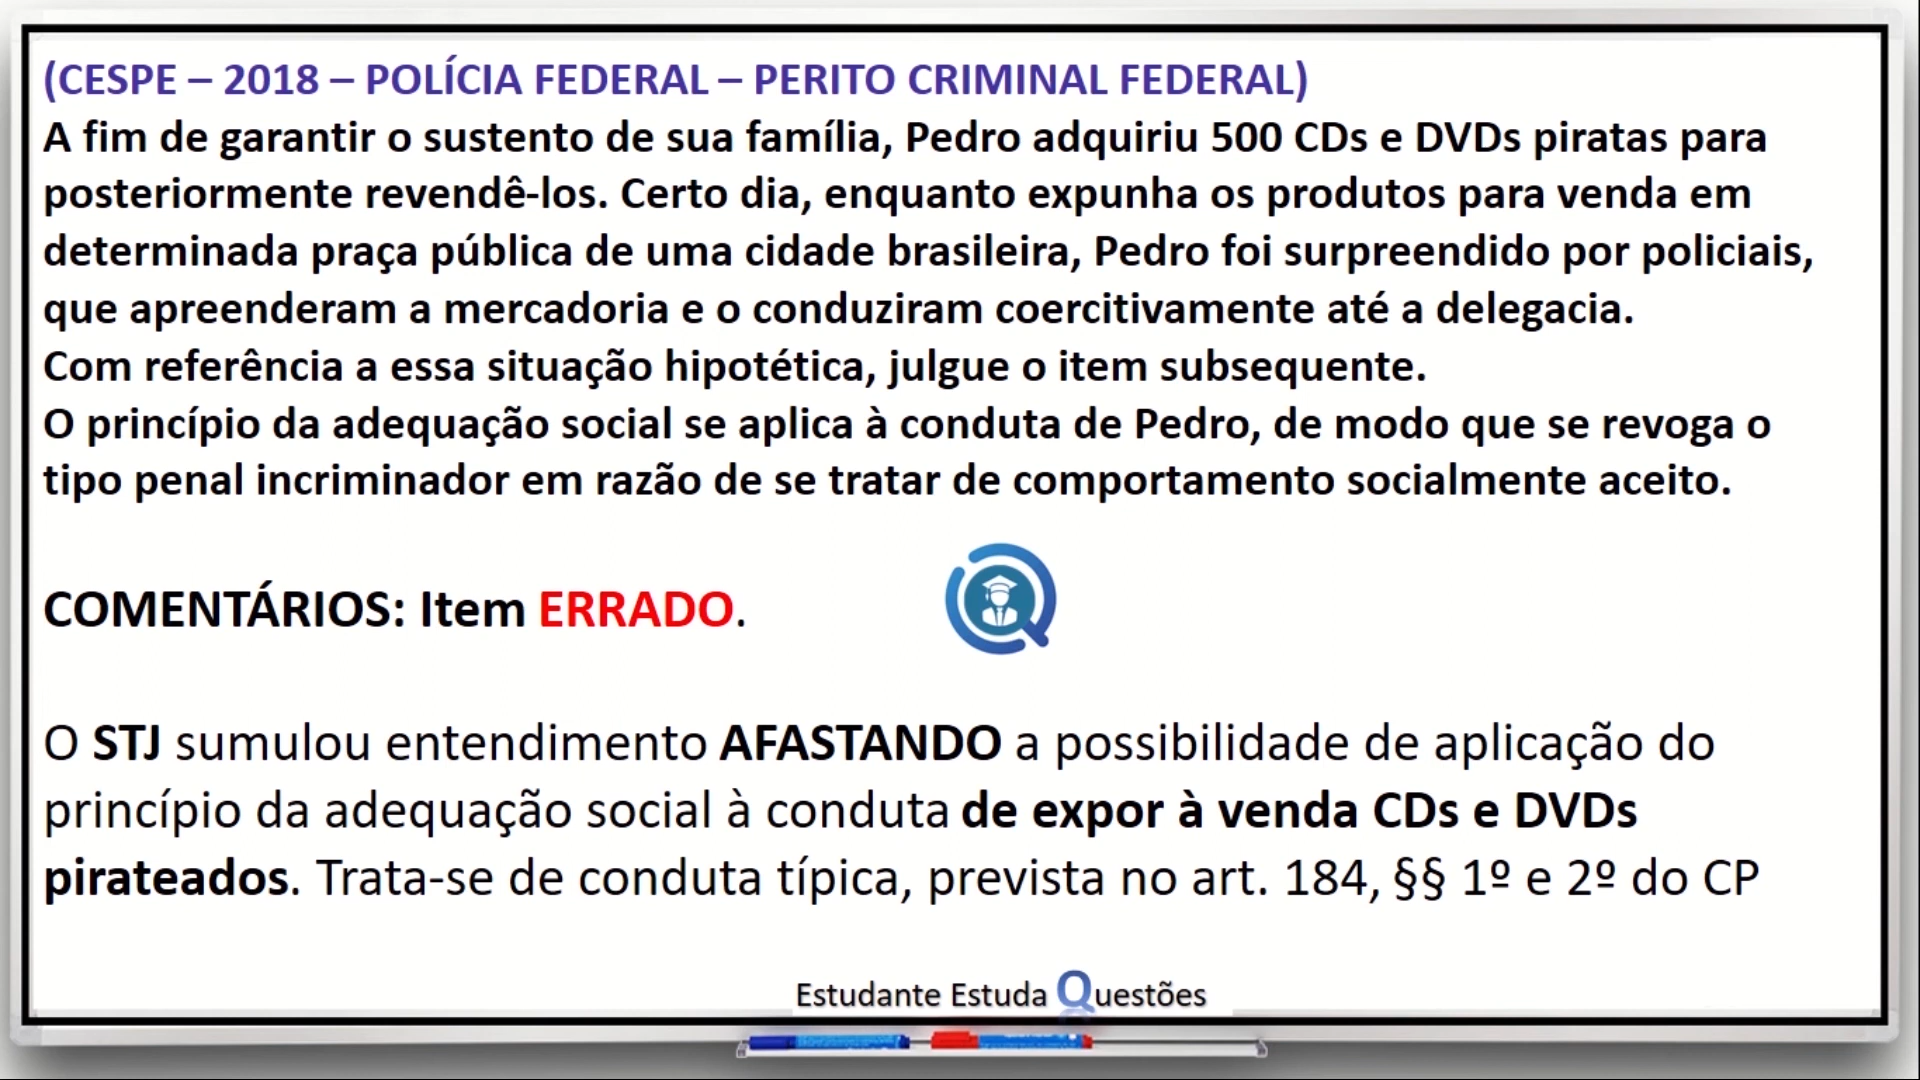 (CESPE – 2018 – POLÍCIA FEDERAL – PERITO CRIMINAL FEDERAL)
A fim de garantir o sustento de sua família, Pedro adquiriu 500 CDs e DVDs piratas para
posteriormente revendê-los. Certo dia, enquanto expunha os produtos para venda em
determinada praça pública de uma cidade brasileira, Pedro foi surpreendido por policiais,
que apreenderam a mercadoria e o conduziram coercitivamente até a delegacia.
Com referência a essa situação hipotética, julgue o item subsequente.
O princípio da adequação social se aplica à conduta de Pedro, de modo que se revoga o
tipo penal incriminador em razão de se tratar de comportamento socialmente aceito.
COMENTÁRIOS: Item ERRADO.
O STJ sumulou entendimento AFASTANDO a possibilidade de aplicação do
princípio da adequação social à conduta de expor à venda CDs e DVDs
pirateados. Trata-se de conduta típica, prevista no art. 184, §§ 1º e 2º do CP
Estudante Estuda Questões